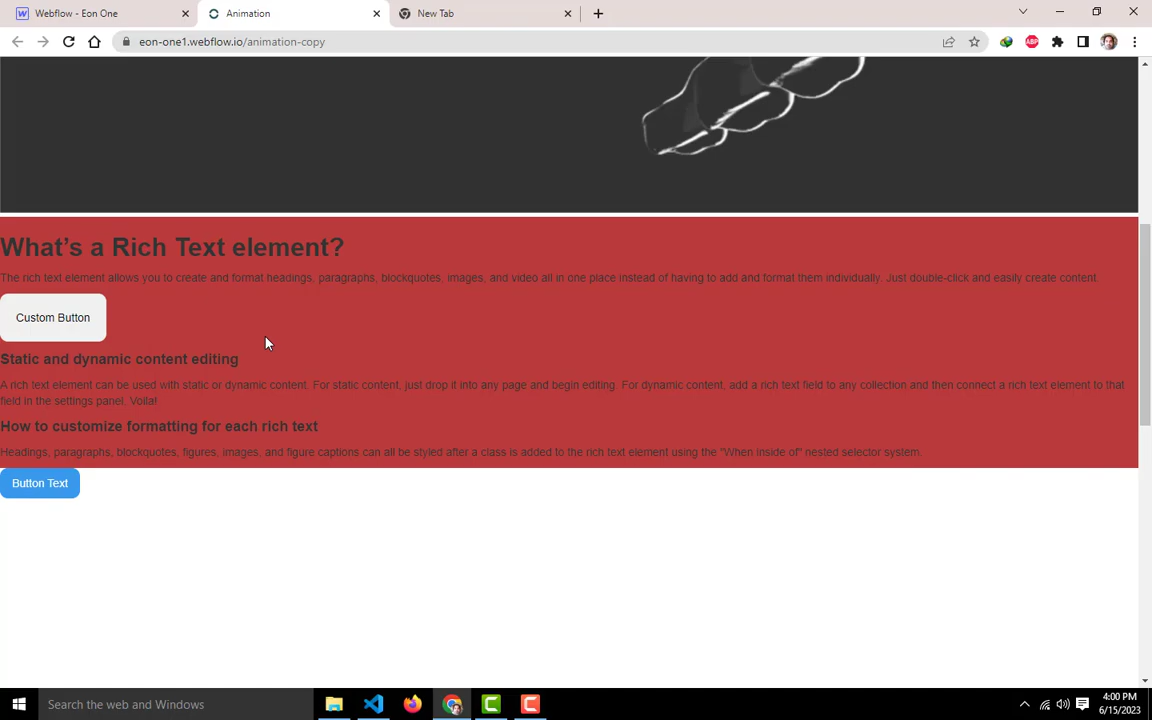 Webflow - Eon One
Animation
New Tab
eon-one1.webflow.io/animation-copy
ABP
What’s a Rich Text element?
The rich text element allows you to create and format headings, paragraphs, blockquotes, images, and video all in one place instead of having to add and format them individually. Just double-click and easily create content.
Custom Button
Static and dynamic content editing
A rich text element can be used with static or dynamic content. For static content, just drop it into any page and begin editing. For dynamic content, add a rich text field to any collection and then connect a rich text element to that
field in the settings panel. Voila!
How to customize formatting for each rich text
Headings, paragraphs, blockquotes, figures, images, and figure captions can all be styled after a class is added to the rich text element using the "When inside of" nested selector system.
Button Text
Search the web and Windows
4:00 PM
6/15/2023